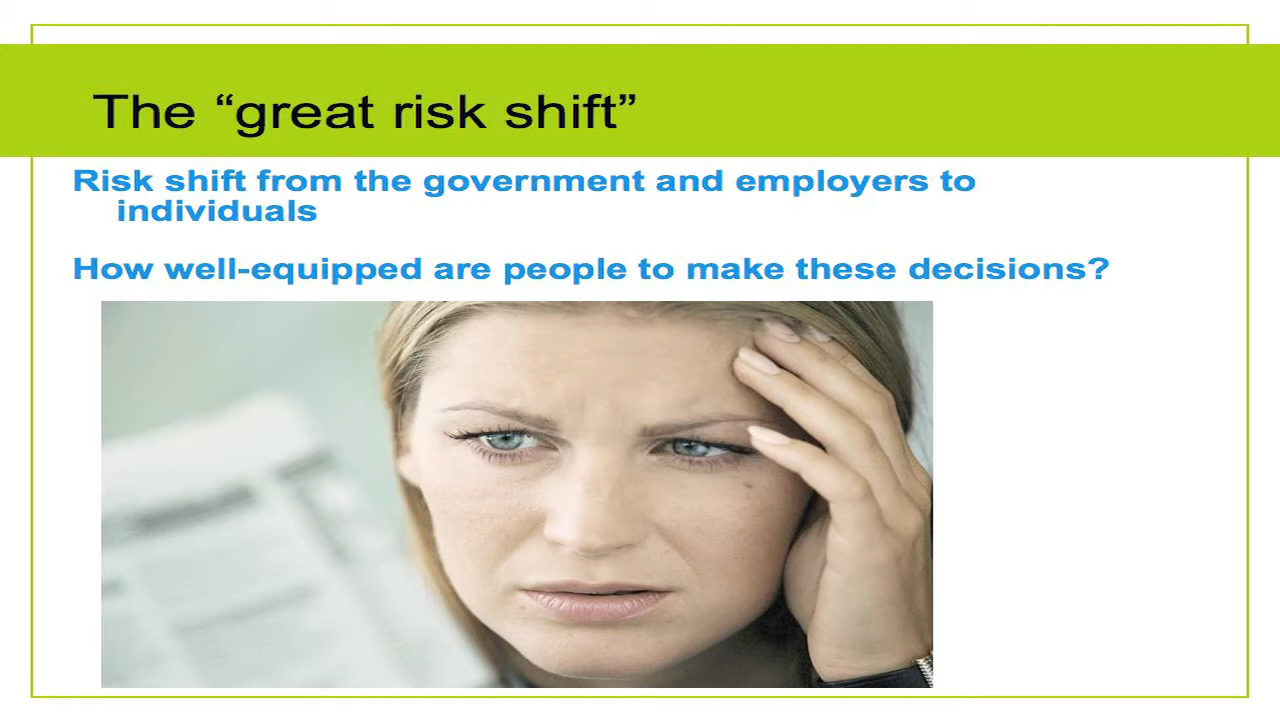 The “great risk shift”
Risk shift from the government and employers to
individuals
How well-equipped are people to make these decisions?